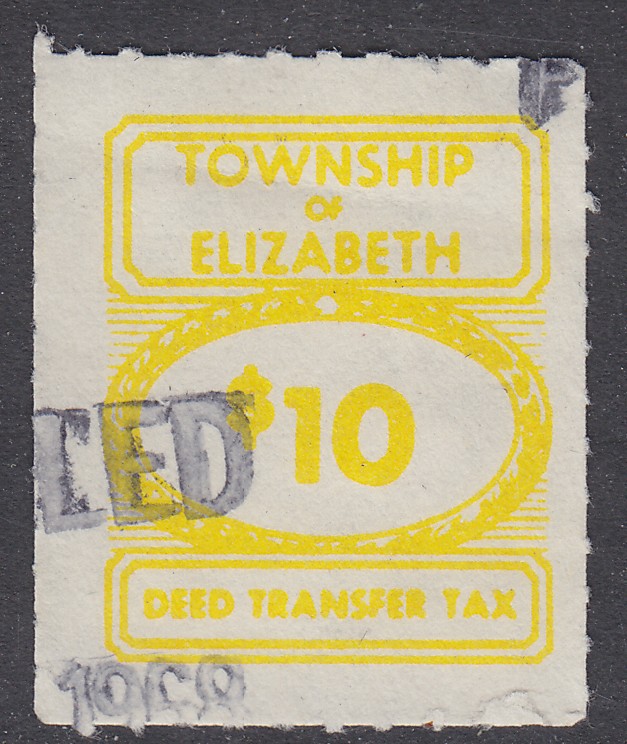 TOWNSHIP
OF
ELIZABETH
$10
LED
DEED TRANSFER TAX